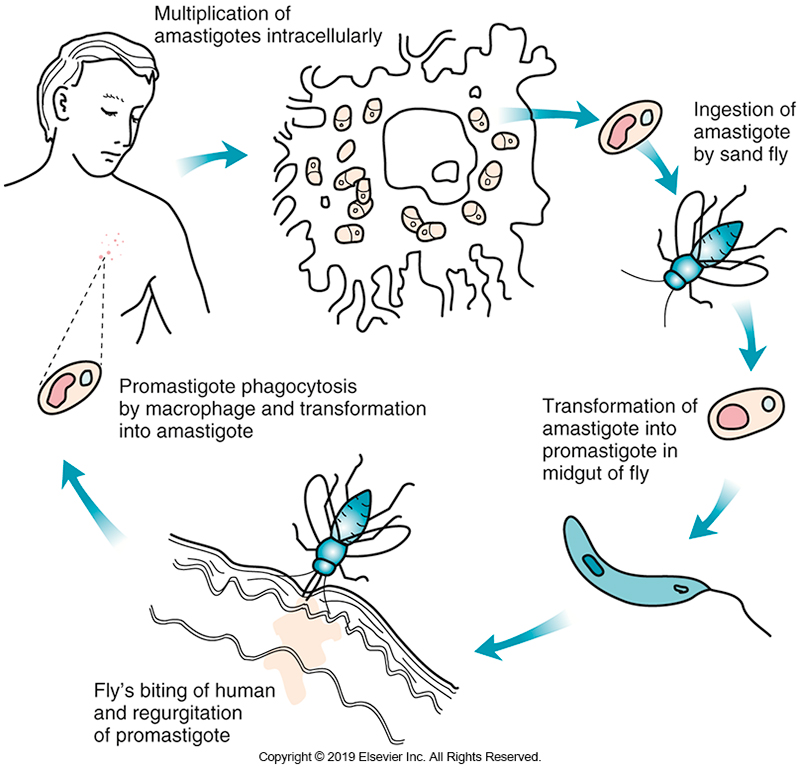 Multiplication of
amastigotes intracellularly
Ingestion of
amastigote
by sand fly
Transformation of
amastigote into
promastigote in
midgut of fly
Promastigote phagocytosis
by macrophage and transformation
into amastigote
Fly's biting of human
and regurgitation
of promastigote
Copyright © 2019 Elsevier Inc. All Rights Reserved.